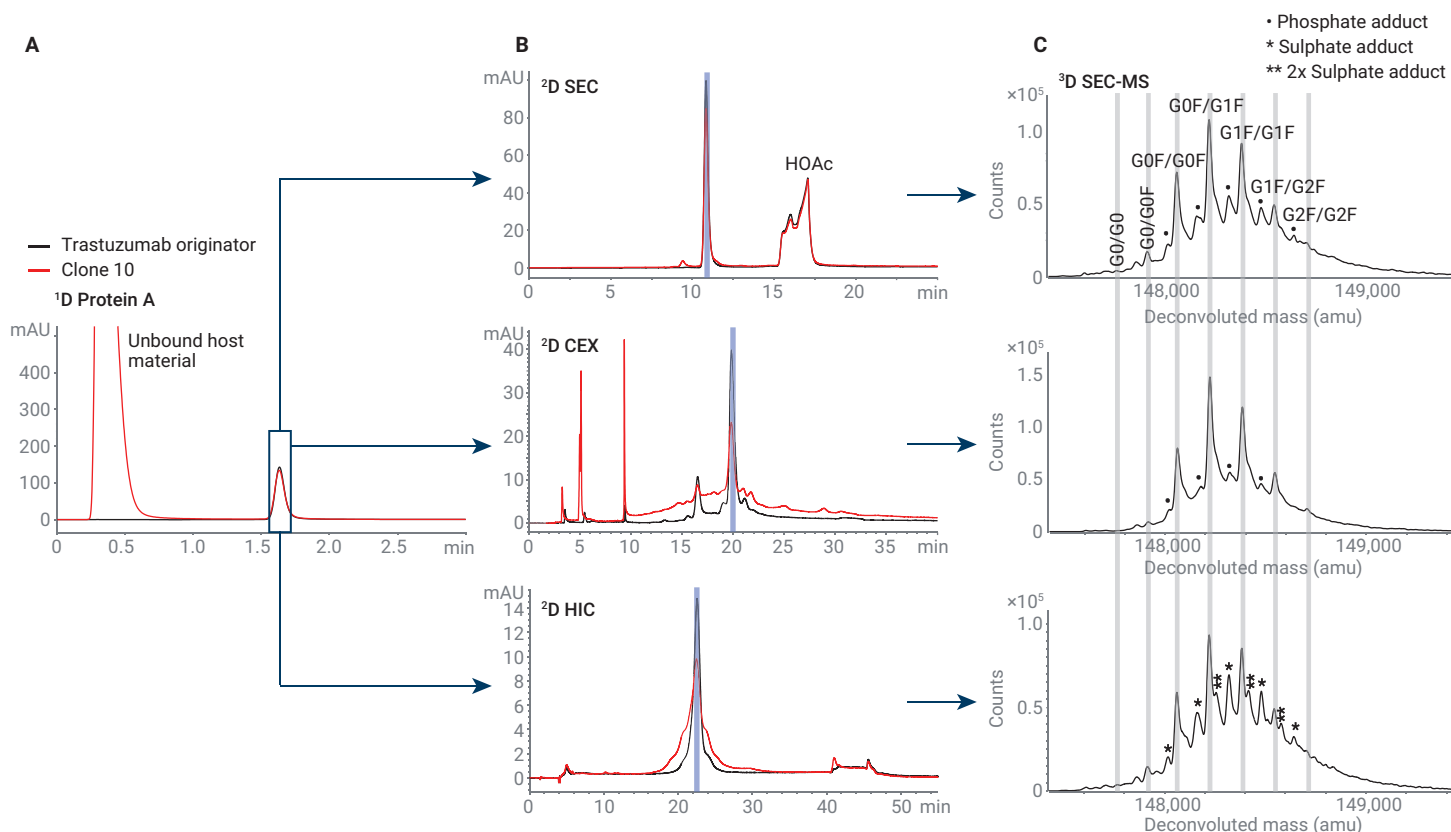 A
B
C
• Phosphate adduct
* Sulphate adduct
** 2x Sulphate adduct
Trastuzumab originator
Clone 10
¹D Protein A
mAU
Unbound host
material
400
300
200
100
0
0 0.5 1.0 1.5 2.0 2.5 min
mAU
²D SEC
80
60
40
20
0
HOAc
0 5 10 15 20 min
²D CEX
40
30
20
10
0
0 5 10 15 20 25 30 35 min
mAU
²D HIC
14
12
10
8
6
4
2
0
0 10 20 30 40 50 min
³D SEC-MS
×10⁵
1.0
0.5
0
Counts
G0/G0
G0/G0F
G0F/G0F
G0F/G1F
G1F/G1F
G1F/G2F
G2F/G2F
• • • • •
148,000 149,000
Deconvoluted mass (amu)
×10⁵
1.5
1.0
0.5
0
Counts
• • • •
148,000 149,000
Deconvoluted mass (amu)
×10⁵
1.0
0.5
0
Counts
* * ** * ** * ** *
148,000 149,000
Deconvoluted mass (amu)